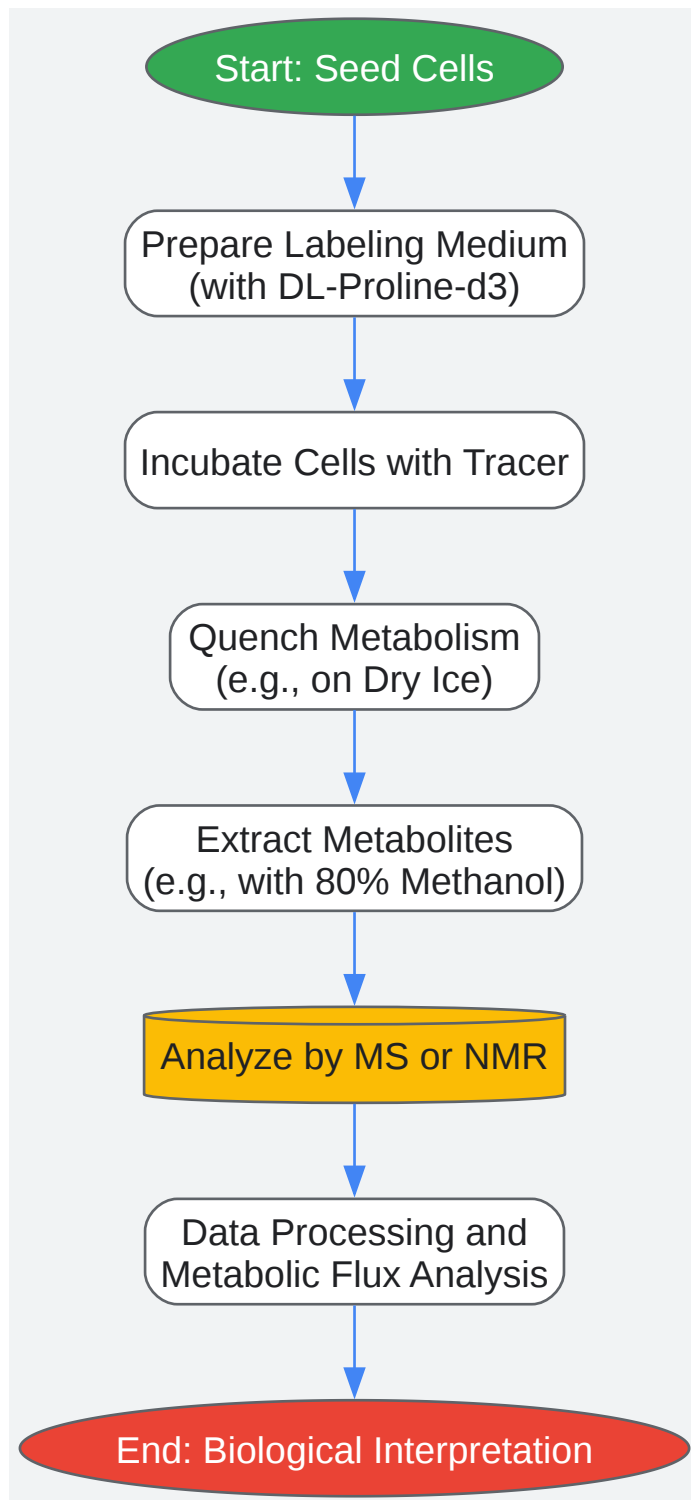 Start: Seed Cells
Prepare Labeling Medium
(with DL-Proline-d3)
Incubate Cells with Tracer
Quench Metabolism
(e.g., on Dry Ice)
Extract Metabolites
(e.g., with 80% Methanol)
Analyze by MS or NMR
Data Processing and
Metabolic Flux Analysis
End: Biological Interpretation